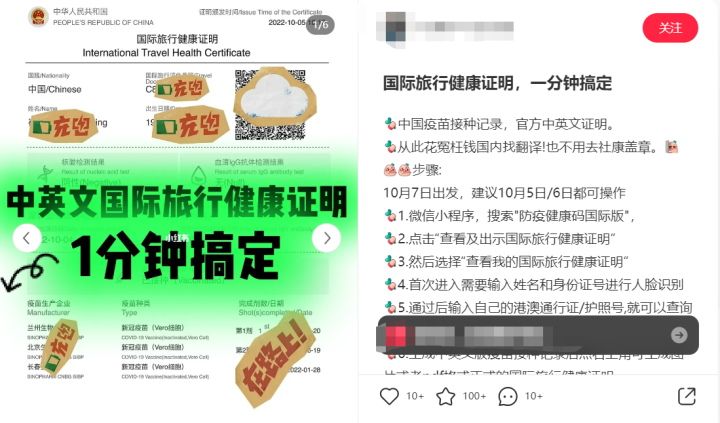 中华人民共和国
PEOPLE'S REPUBLIC OF CHINA
证明颁发时间/Issue Time of the Certificate
2022-10-05
1/6
国际旅行健康证明
International Travel Health Certificate
国籍/Nationality
中国/Chinese
充饱
姓名/Name
充饱
充饱
核酸检测结果
Result of nucleic acid test
血清IgG抗体检测结果
Result of serum IgG antibody test
中英文国际旅行健康证明
小红书
1分钟搞定
疫苗生产企业
Manufacturer
疫苗种类
Type
完成剂数/日期
Shot(s)completed/Date
兰州生物
新冠疫苗（Vero细胞）
第1剂
COVID-19 Vaccine(Inactivated,Vero Cell)
北京生
新冠疫苗（Vero细胞）
COVID-19 Vaccine(Inactivated,Vero Cell)
长春
新冠疫苗（Vero细胞）
2022-01-28
COVID-19 Vaccine(Inactivated,Vero Cell)
充饱
在路上!
关注
国际旅行健康证明，一分钟搞定
中国疫苗接种记录，官方中英文证明。
从此花冤枉钱国内找翻译!也不用去社康盖章。
步骤:
10月7日出发，建议10月5日/6日都可操作
1.微信小程序，搜索"防疫健康码国际版",
2.点击“查看及出示国际旅行健康证明”
3.然后选择“查看我的国际旅行健康证明”
4.首次进入需要输入姓名和身份证号进行人脸识别
5.通过后输入自己的港澳通行证/护照号,就可以查询
10+
100+
10+